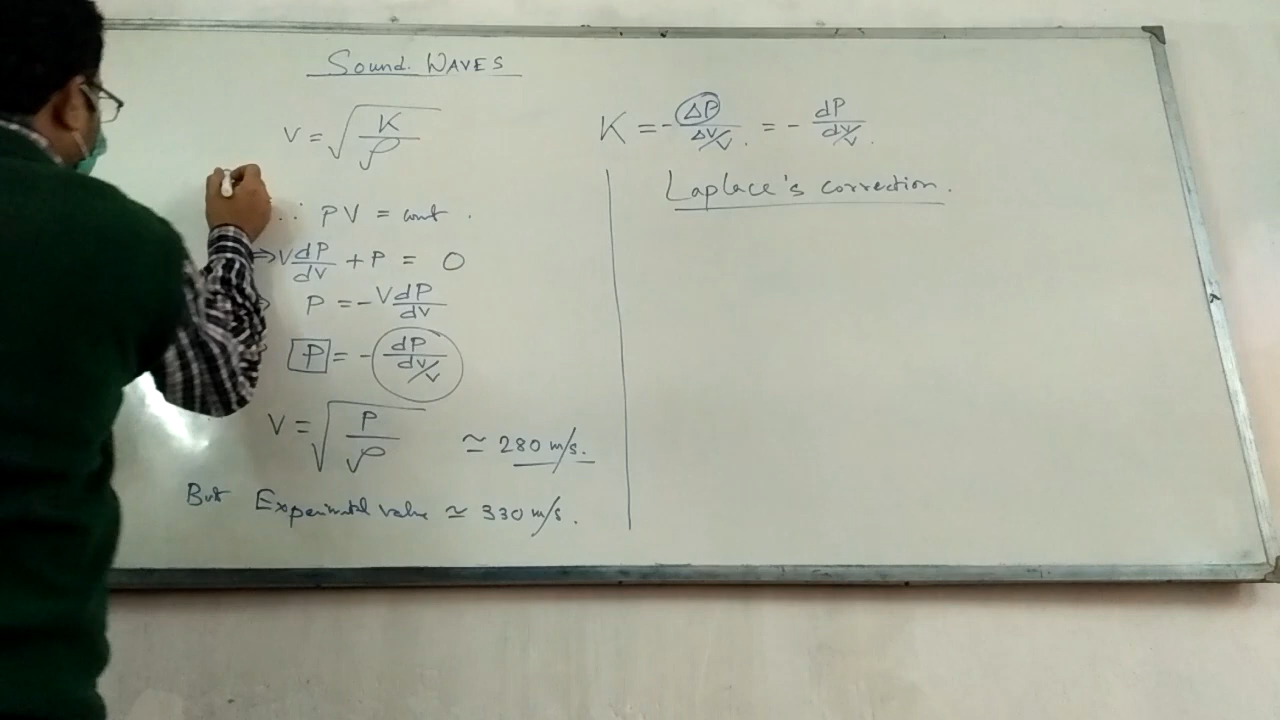 Sound WAVES
V = √(K/ρ)
K = - ΔP/(ΔV/V) = - dP/(dV/V)
∴ PV = const.
⇒ V dP/dV + P = 0
⇒ P = - V dP/dV
P = - dP/(dV/V)
V = √(P/ρ) ≃ 280 m/s.
But Experimental value ≃ 330 m/s.
Laplace's correction.